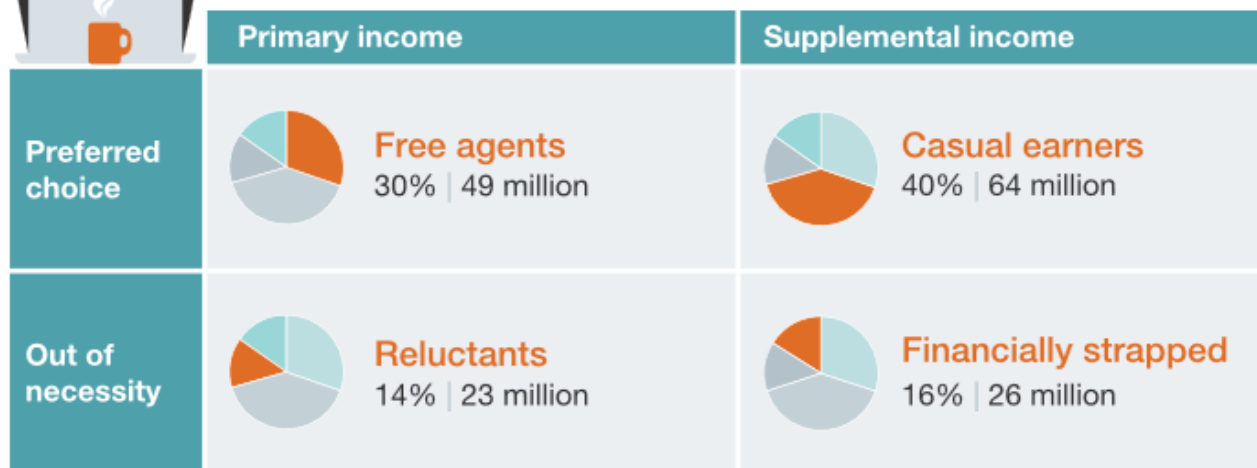 Primary income
Supplemental income
Preferred
choice
Free agents
30% | 49 million
Casual earners
40% | 64 million
Out of
necessity
Reluctants
14% | 23 million
Financially strapped
16% | 26 million